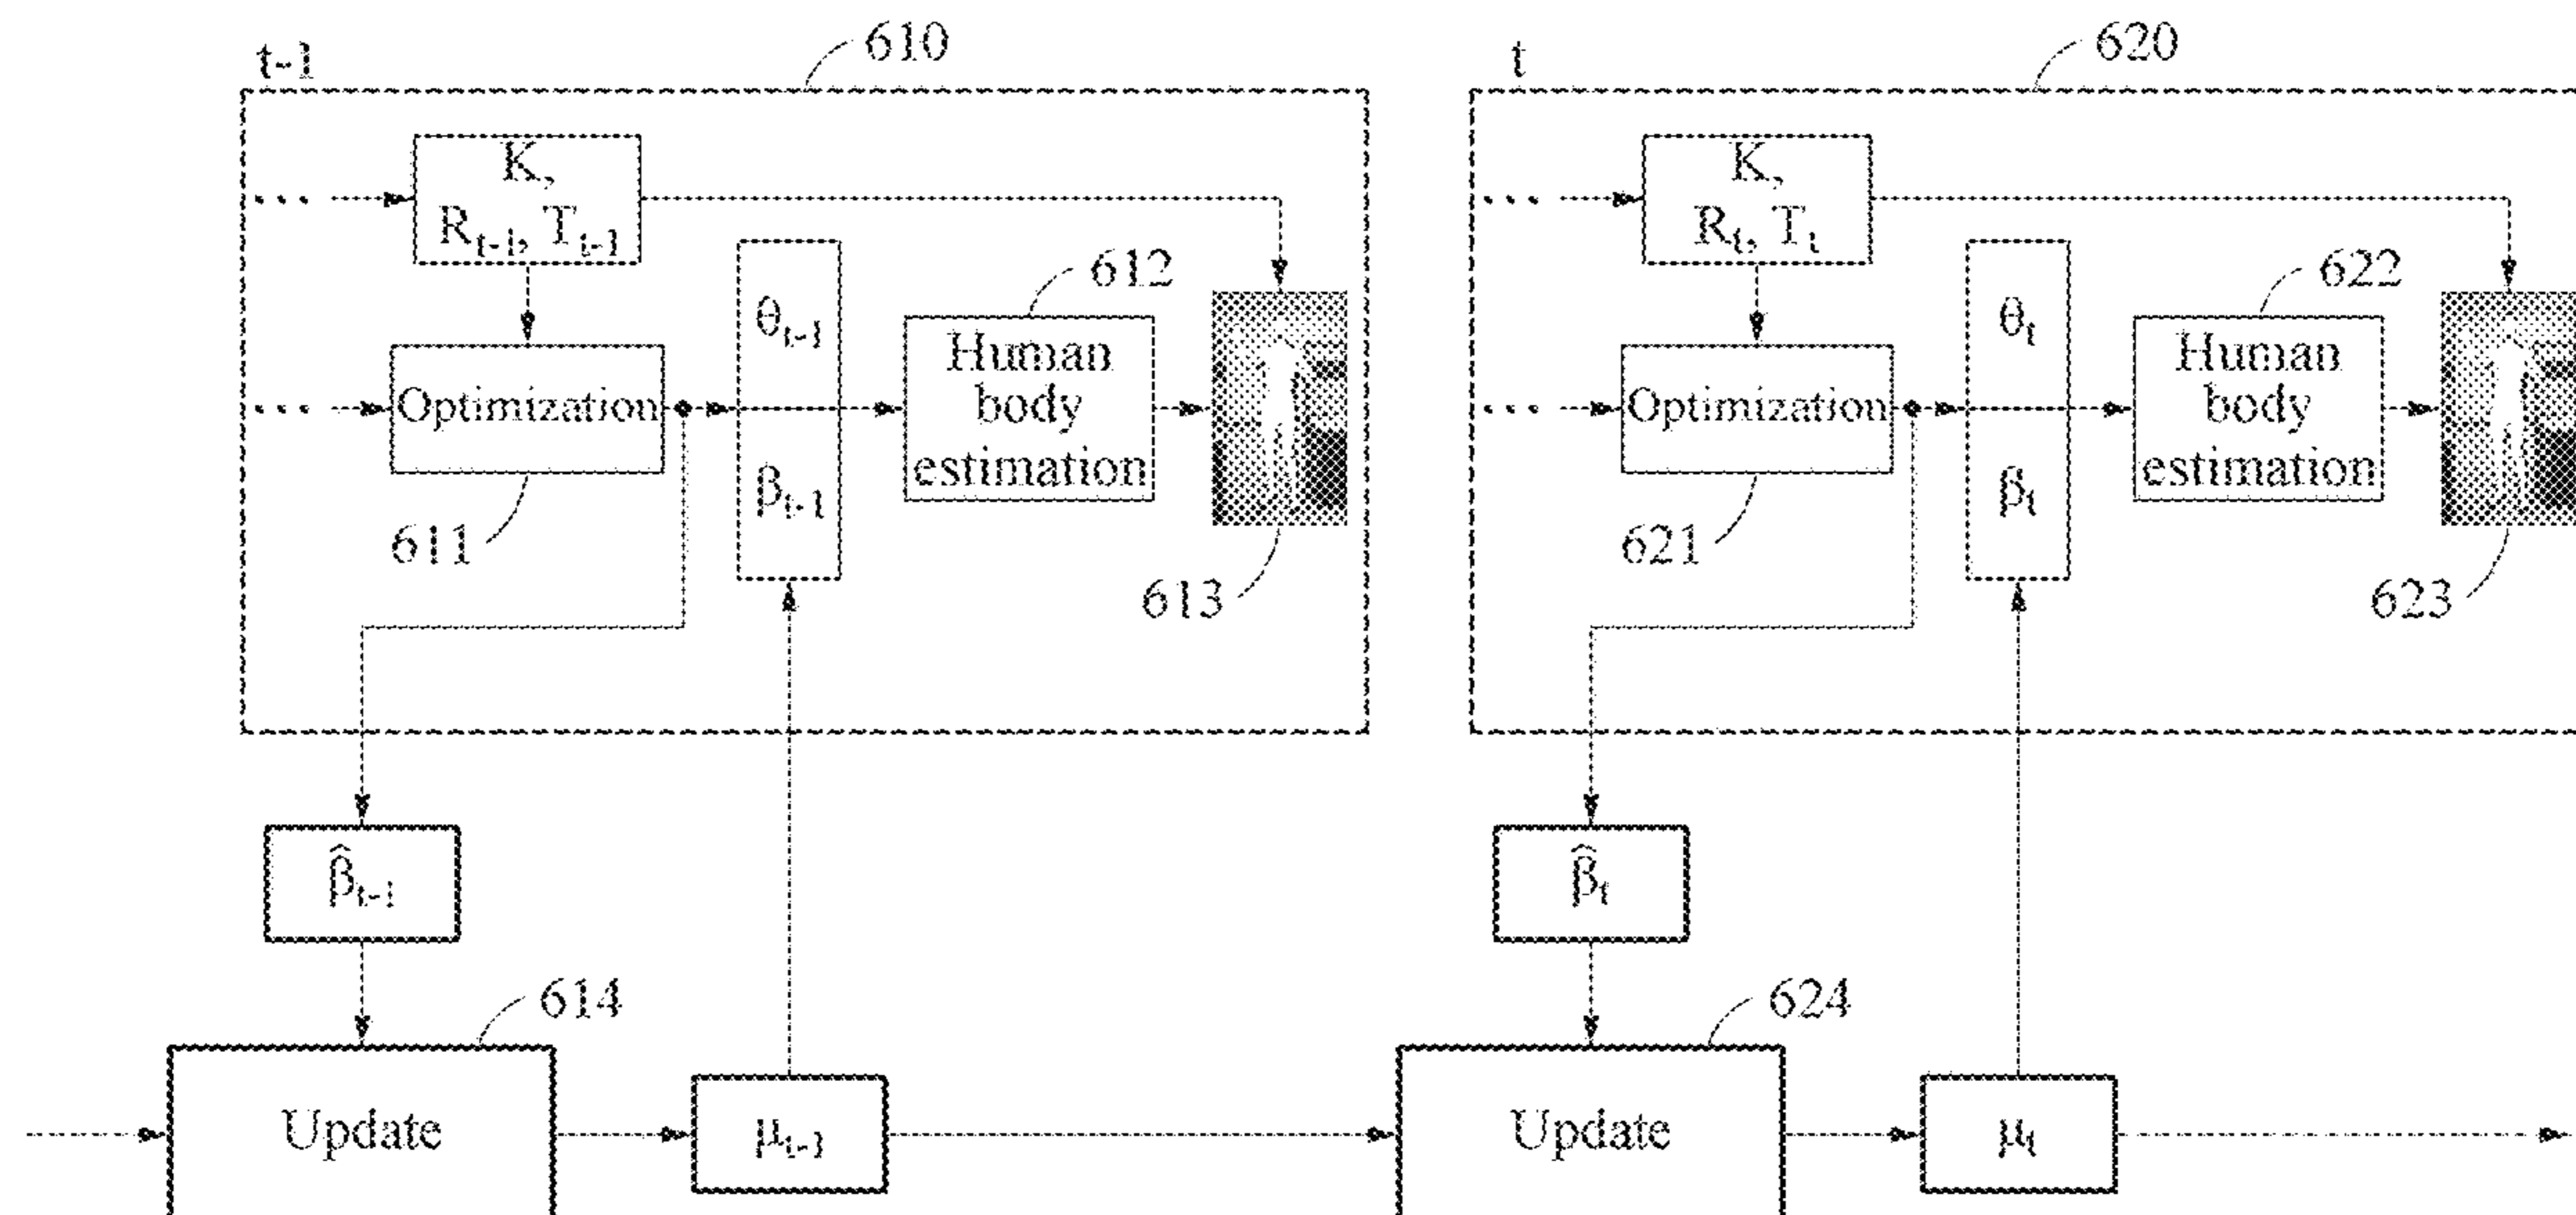 t-1
610
t
620
K,
R_{t-1}, T_{t-1}
K,
R_t, T_t
612
622
θ_{t-1}
θ_t
Human
body
estimation
Human
body
estimation
...
...
...
...
Optimization
Optimization
β_{t-1}
β_t
611
613
621
623
β̂_{t-1}
β̂_t
614
624
Update
μ_{t-1}
Update
μ_t